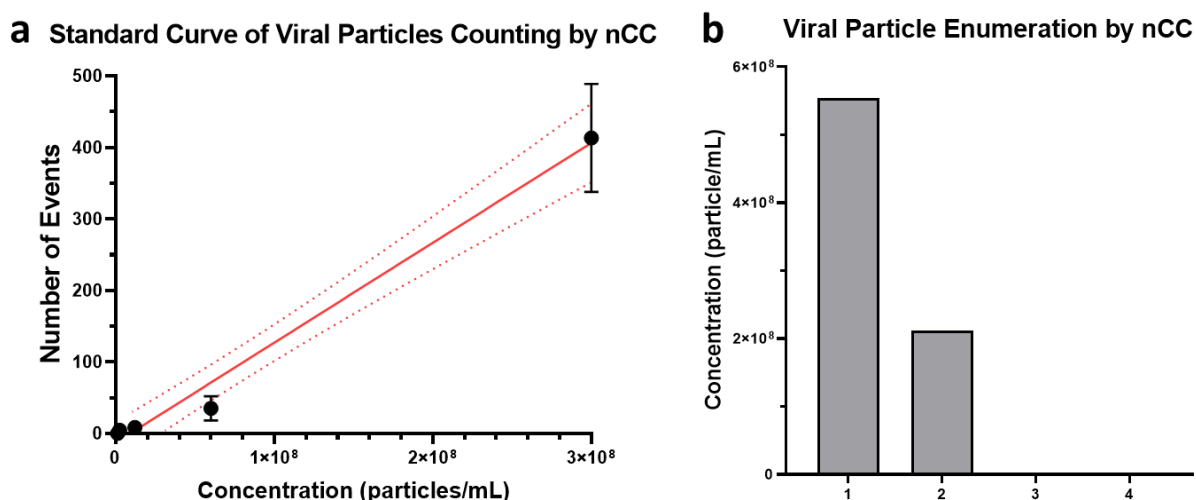 a Standard Curve of Viral Particles Counting by nCC
500
400
300
200
100
0
Number of Events
0 1×10⁸ 2×10⁸ 3×10⁸
Concentration (particles/mL)
b Viral Particle Enumeration by nCC
6×10⁸
4×10⁸
2×10⁸
0
Concentration (particle/mL)
1 2 3 4